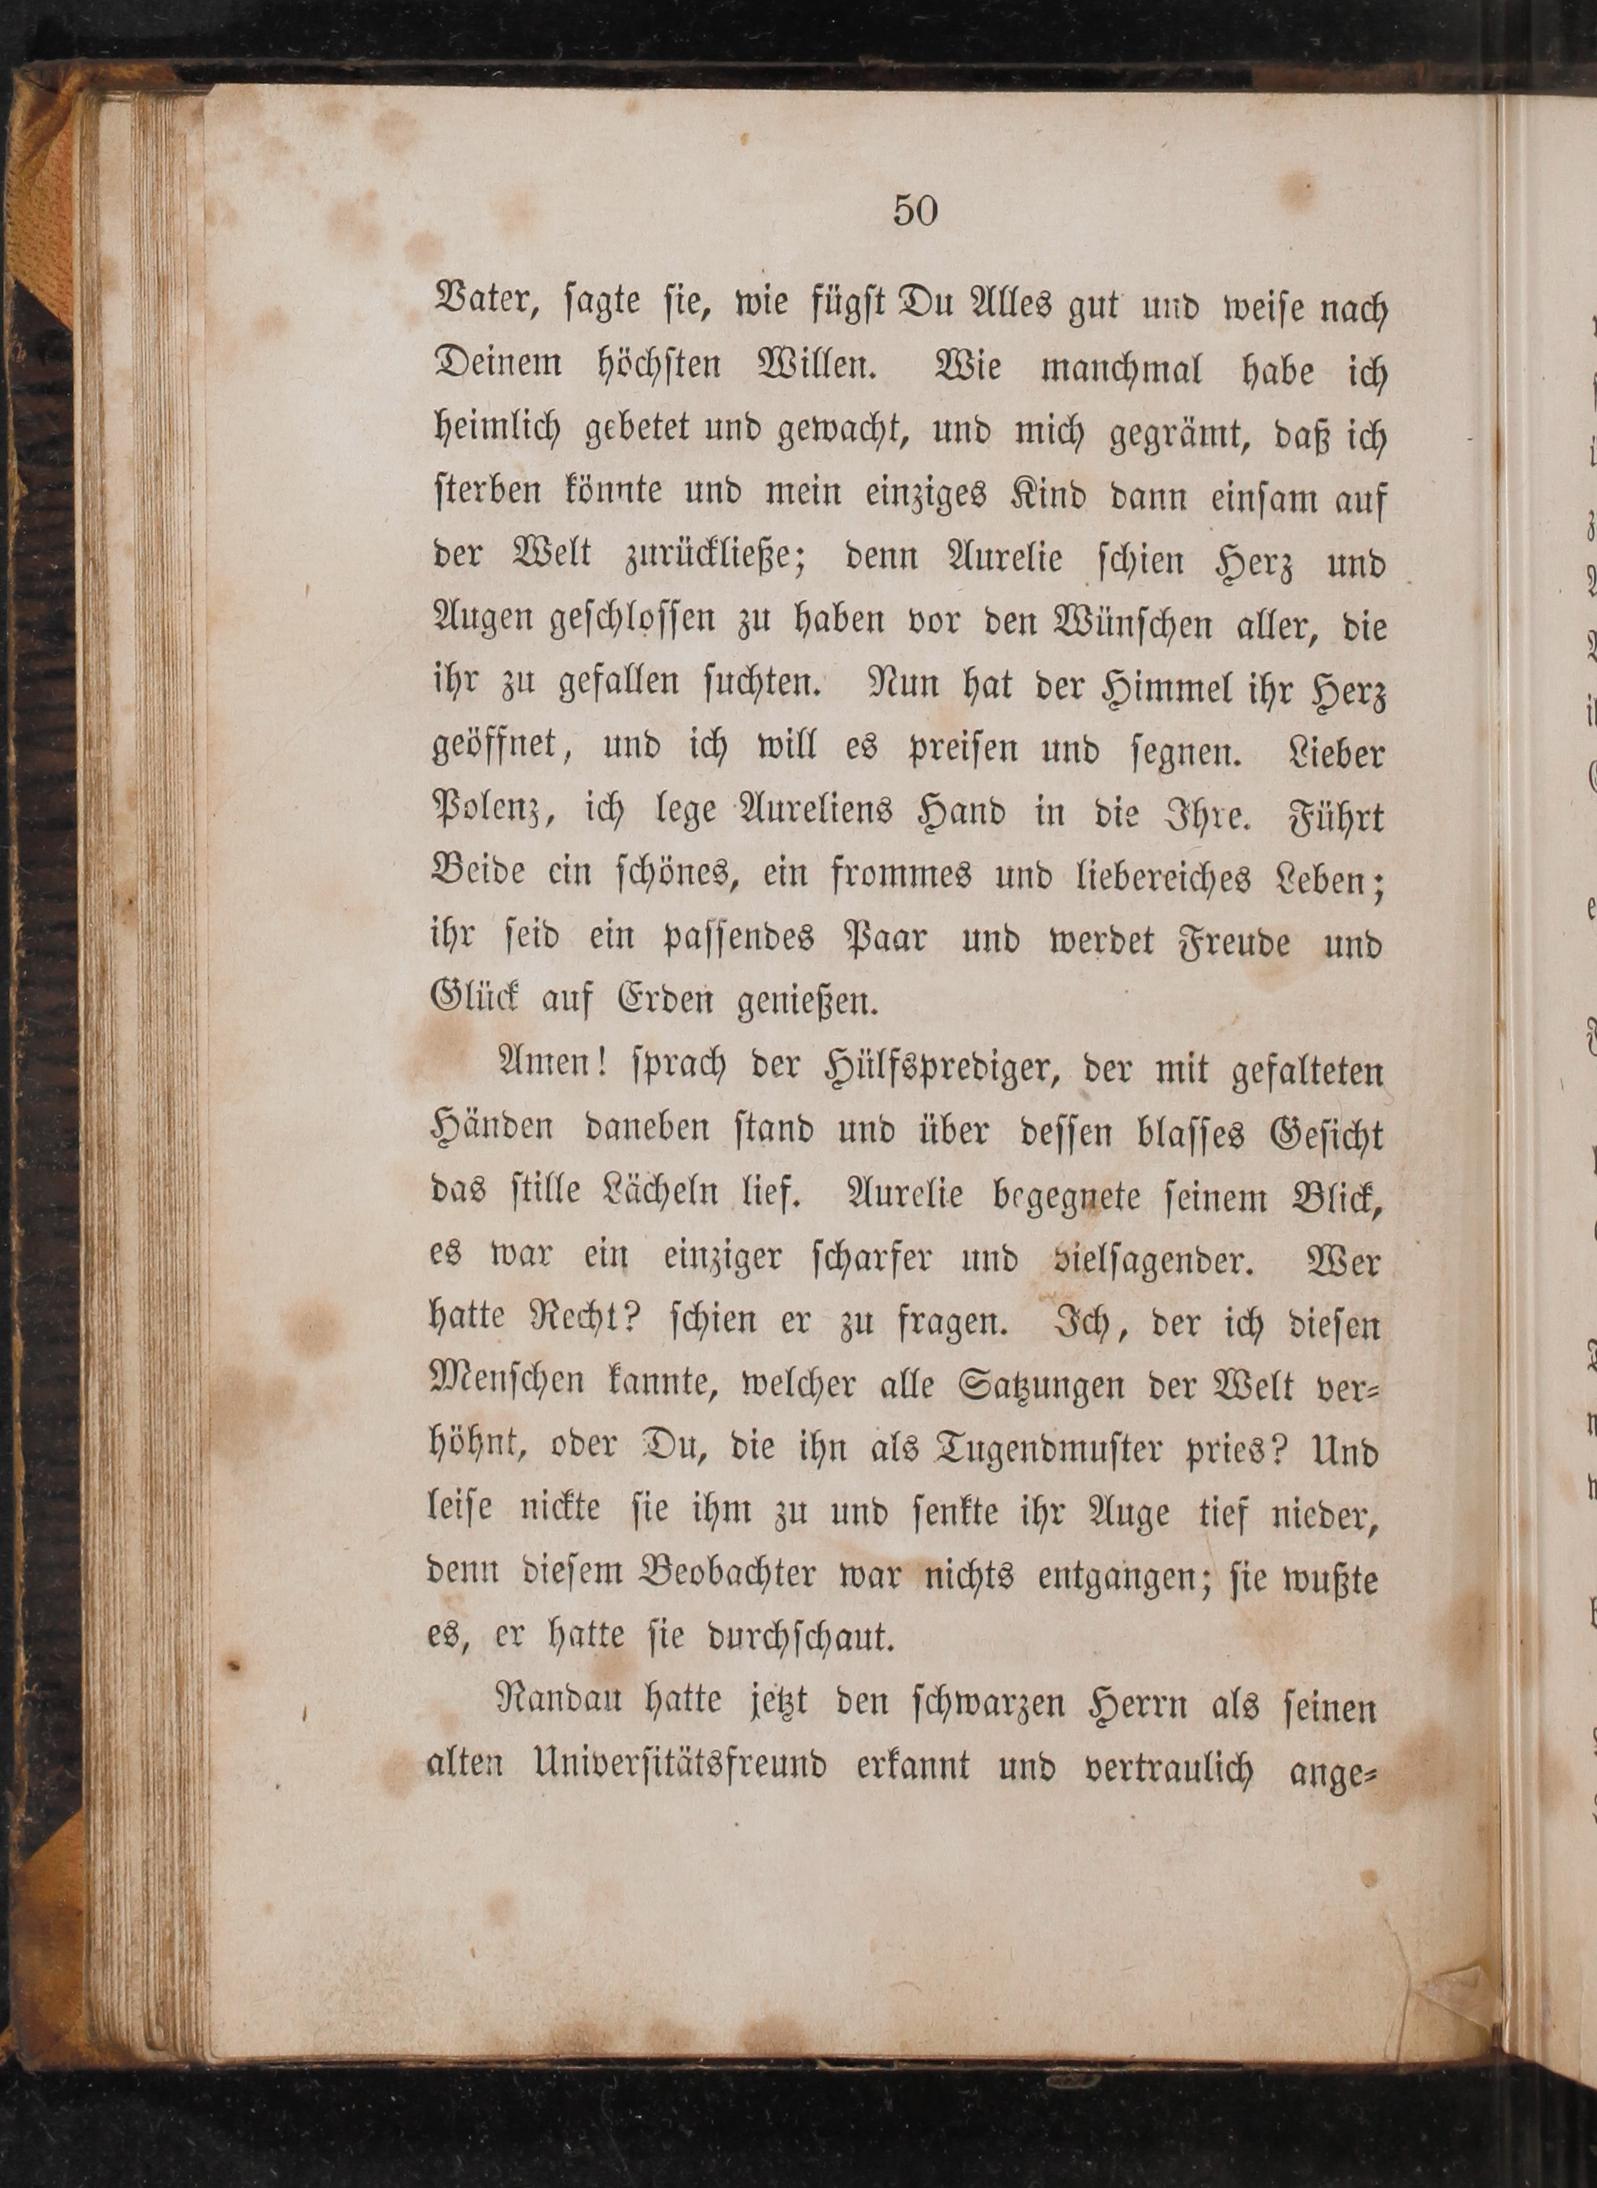 50
Vater, ſagte ſie, wie fügſt Du Alles gut und weiſe nach
Deinem höchſten Willen. Wie manchmal habe ich
heimlich gebetet und gewacht, und mich gegrämt, daß ich
ſterben könnte und mein einziges Kind dann einſam auf
der Welt zurückließe; denn Aurelie ſchien Herz und
Augen geſchloſſen zu haben vor den Wünſchen aller, die
ihr zu gefallen ſuchten. Nun hat der Himmel ihr Herz
geöffnet, und ich will es preiſen und ſegnen. Lieber
Polenz, ich lege Aureliens Hand in die Ihre. Führt
Beide ein ſchönes, ein frommes und liebereiches Leben;
ihr ſeid ein paſſendes Paar und werdet Freude und
Glück auf Erden genießen.
Amen! ſprach der Hülfsprediger, der mit gefalteten
Händen daneben ſtand und über deſſen blaſſes Geſicht
das ſtille Lächeln lief. Aurelie begegnete ſeinem Blick,
es war ein einziger ſcharfer und vielſagender. Wer
hatte Recht? ſchien er zu fragen. Ich, der ich dieſen
Menſchen kannte, welcher alle Satzungen der Welt ver⸗
höhnt, oder Du, die ihn als Tugendmuſter pries? Und
leiſe nickte ſie ihm zu und ſenkte ihr Auge tief nieder,
denn dieſem Beobachter war nichts entgangen; ſie wußte
es, er hatte ſie durchſchaut.
Randau hatte jetzt den ſchwarzen Herrn als ſeinen
alten Univerſitätsfreund erkannt und vertraulich ange⸗